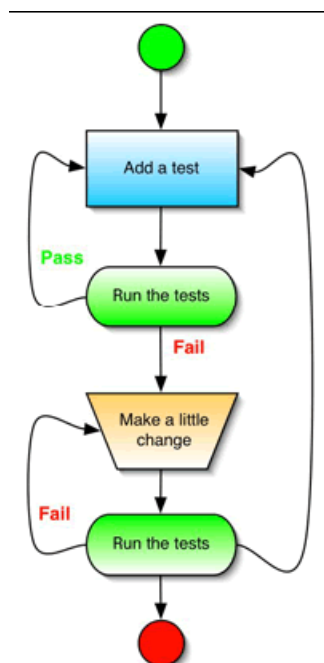 Add a test
Pass
Run the tests
Fail
Make a little
change
Fail
Run the tests